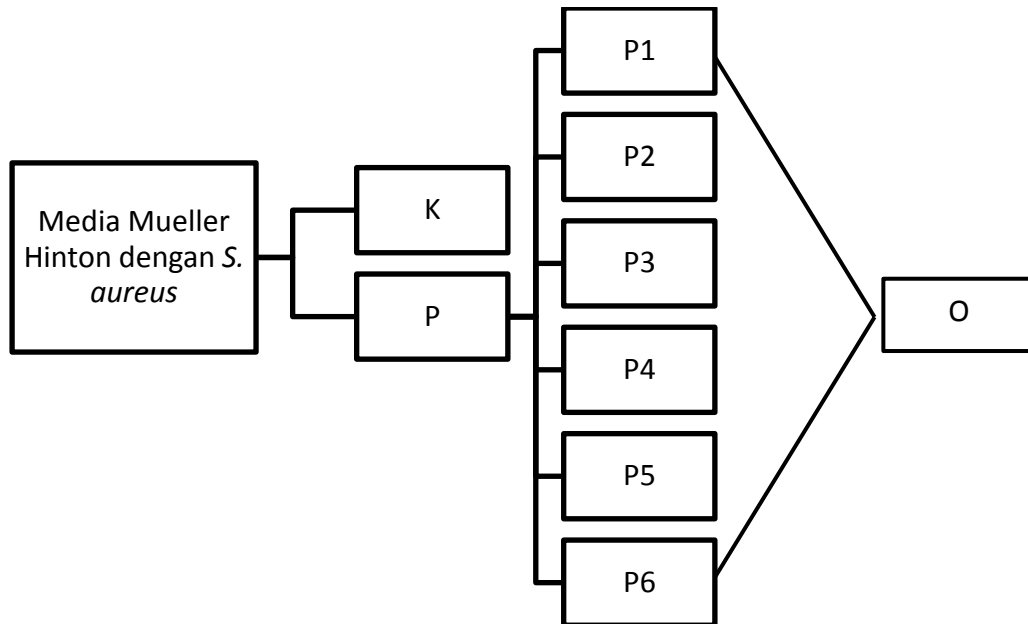 Media Mueller
Hinton dengan S.
aureus
K
P
P1
P2
P3
P4
P5
P6
O